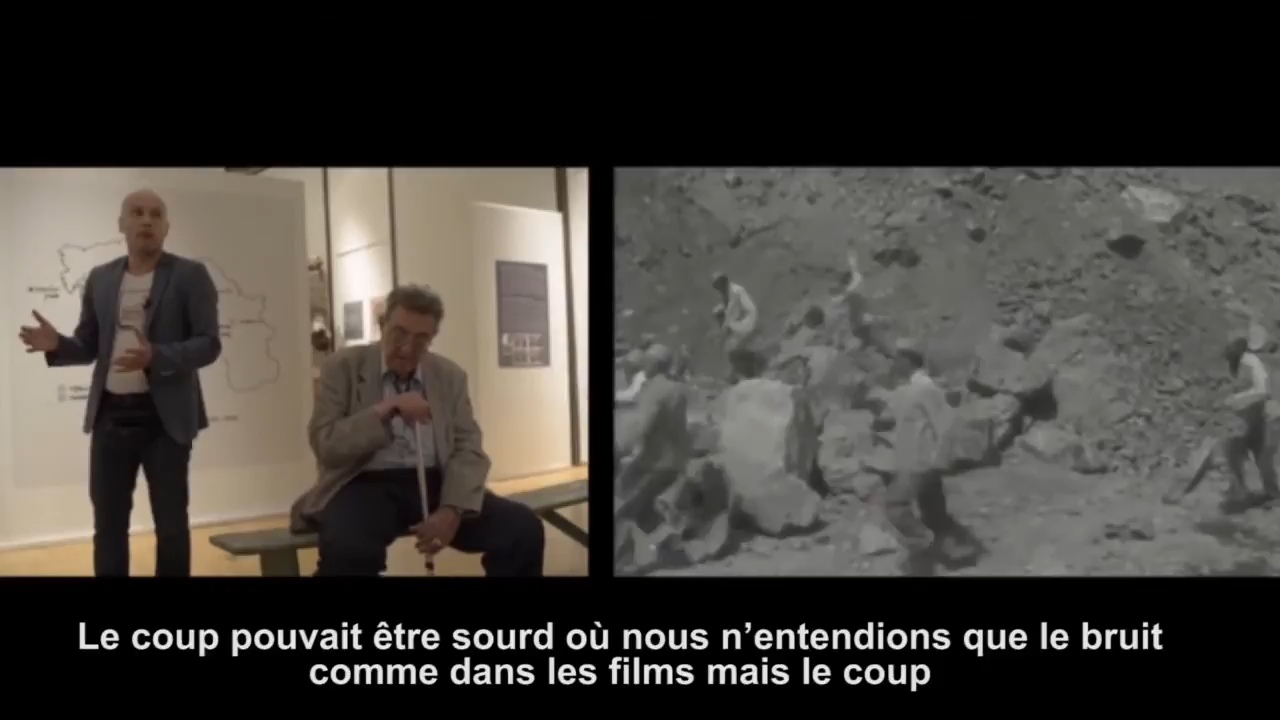 Le coup pouvait être sourd où nous n’entendions que le bruit
comme dans les films mais le coup